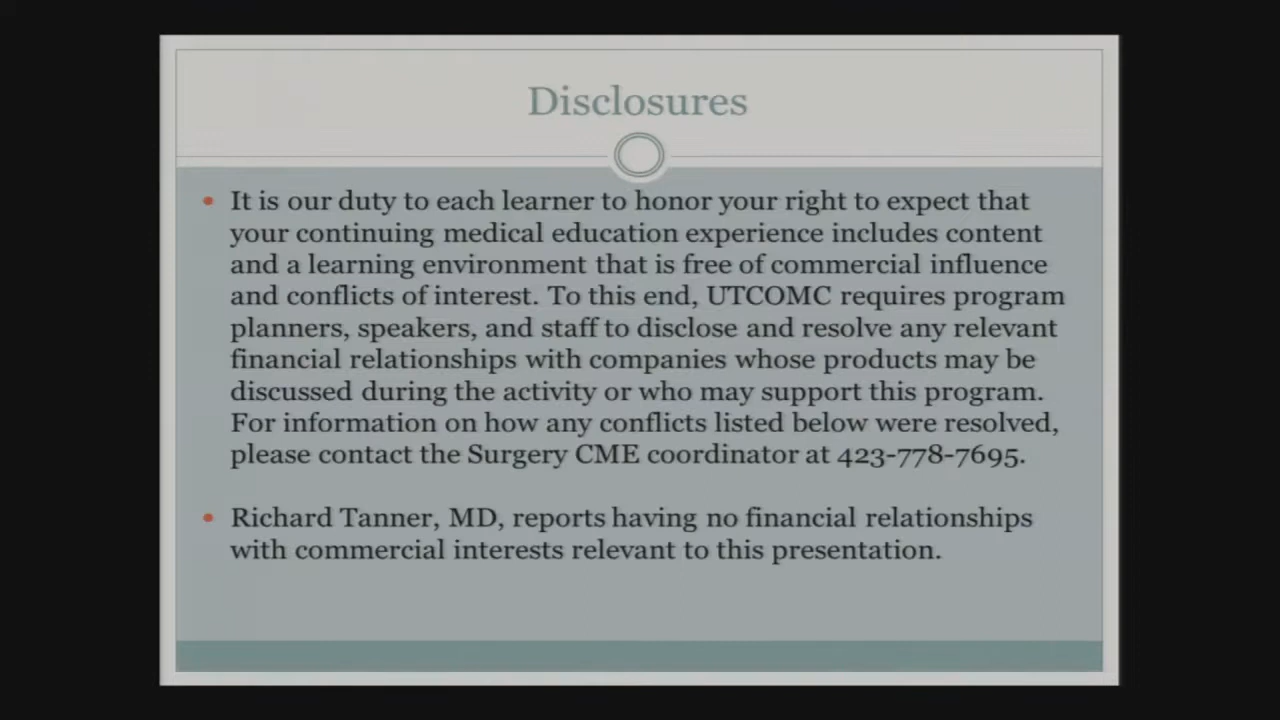 Disclosures
• It is our duty to each learner to honor your right to expect that
your continuing medical education experience includes content
and a learning environment that is free of commercial influence
and conflicts of interest. To this end, UTCOMC requires program
planners, speakers, and staff to disclose and resolve any relevant
financial relationships with companies whose products may be
discussed during the activity or who may support this program.
For information on how any conflicts listed below were resolved,
please contact the Surgery CME coordinator at 423-778-7695.
• Richard Tanner, MD, reports having no financial relationships
with commercial interests relevant to this presentation.